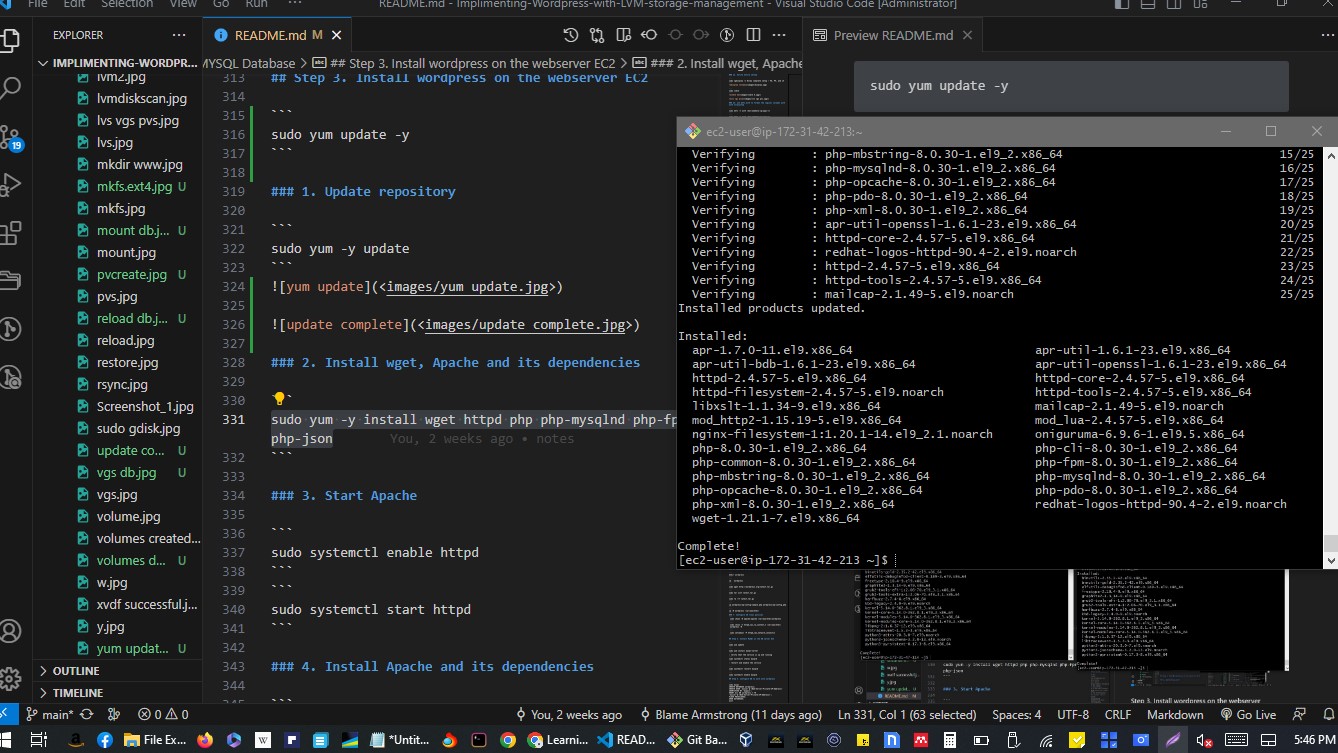 File Edit Selection View Go Run ··· README.md - Implimenting-Wordpress-with-LVM-storage-management - Visual Studio Code [Administrator]
EXPLORER ···
IMPLIMENTING-WORDPR...
lvm2.jpg
lvmdiskscan.jpg
lvs vgs pvs.jpg
lvs.jpg
mkdir www.jpg
mkfs.ext4.jpg U
mkfs.jpg
mount db.j... U
mount.jpg
pvcreate.jpg U
pvs.jpg
reload db.j... U
reload.jpg
restore.jpg
rsync.jpg
Screenshot_1.jpg
sudo gdisk.jpg
update co... U
vgs db.jpg U
vgs.jpg
volume.jpg
volumes created...
volumes d... U
w.jpg
xvdf successful.j...
y.jpg
yum updat... U
OUTLINE
TIMELINE
19
README.md M
MYSQL Database > ## Step 3. Install wordpress on the webserver EC2 > ### 2. Install wget, Apache
313 ## Step 3. Install wordpress on the webserver EC2
314
315 ```
316 sudo yum update -y
317 ```
318
319 ### 1. Update repository
320
321 ```
322 sudo yum -y update
323 ```
324 ![yum update](<images/yum update.jpg>)
325
326 ![update complete](<images/update complete.jpg>)
327
328 ### 2. Install wget, Apache and its dependencies
329
330 ```
331 sudo yum -y install wget httpd php php-mysqlnd php-fp
php-json You, 2 weeks ago • notes
332 ```
333
334
335 ### 3. Start Apache
336 ```
337 sudo systemctl enable httpd
338 ```
339 ```
340 sudo systemctl start httpd
341 ```
342
343 ### 4. Install Apache and its dependencies
344
345 ```
Preview README.md
sudo yum update -y
ec2-user@ip-172-31-42-213:~
Verifying : php-mbstring-8.0.30-1.el9_2.x86_64 15/25
Verifying : php-mysqlnd-8.0.30-1.el9_2.x86_64 16/25
Verifying : php-opcache-8.0.30-1.el9_2.x86_64 17/25
Verifying : php-pdo-8.0.30-1.el9_2.x86_64 18/25
Verifying : php-xml-8.0.30-1.el9_2.x86_64 19/25
Verifying : apr-util-openssl-1.6.1-23.el9.x86_64 20/25
Verifying : httpd-core-2.4.57-5.el9.x86_64 21/25
Verifying : redhat-logos-httpd-90.4-2.el9.noarch 22/25
Verifying : httpd-2.4.57-5.el9.x86_64 23/25
Verifying : httpd-tools-2.4.57-5.el9.x86_64 24/25
Verifying : mailcap-2.1.49-5.el9.noarch 25/25
Installed products updated.
Installed:
apr-1.7.0-11.el9.x86_64 apr-util-1.6.1-23.el9.x86_64
apr-util-bdb-1.6.1-23.el9.x86_64 apr-util-openssl-1.6.1-23.el9.x86_64
httpd-2.4.57-5.el9.x86_64 httpd-core-2.4.57-5.el9.x86_64
httpd-filesystem-2.4.57-5.el9.noarch httpd-tools-2.4.57-5.el9.x86_64
libxslt-1.1.34-9.el9.x86_64 mailcap-2.1.49-5.el9.noarch
mod_http2-1.15.19-5.el9.x86_64 mod_lua-2.4.57-5.el9.x86_64
nginx-filesystem-1:1.20.1-14.el9_2.1.noarch oniguruma-6.9.6-1.el9.5.x86_64
php-8.0.30-1.el9_2.x86_64 php-cli-8.0.30-1.el9_2.x86_64
php-common-8.0.30-1.el9_2.x86_64 php-fpm-8.0.30-1.el9_2.x86_64
php-mbstring-8.0.30-1.el9_2.x86_64 php-mysqlnd-8.0.30-1.el9_2.x86_64
php-opcache-8.0.30-1.el9_2.x86_64 php-pdo-8.0.30-1.el9_2.x86_64
php-xml-8.0.30-1.el9_2.x86_64 redhat-logos-httpd-90.4-2.el9.noarch
wget-1.21.1-7.el9.x86_64
Complete!
[ec2-user@ip-172-31-42-213 ~]$
Step 3. Install wordpress on the webserver
main* 0 0 You, 2 weeks ago Blame Armstrong (11 days ago) Ln 331, Col 1 (63 selected) Spaces: 4 UTF-8 CRLF Markdown Go Live
File Ex... *Untit... Learni... READ... Git Ba... 5:46 PM